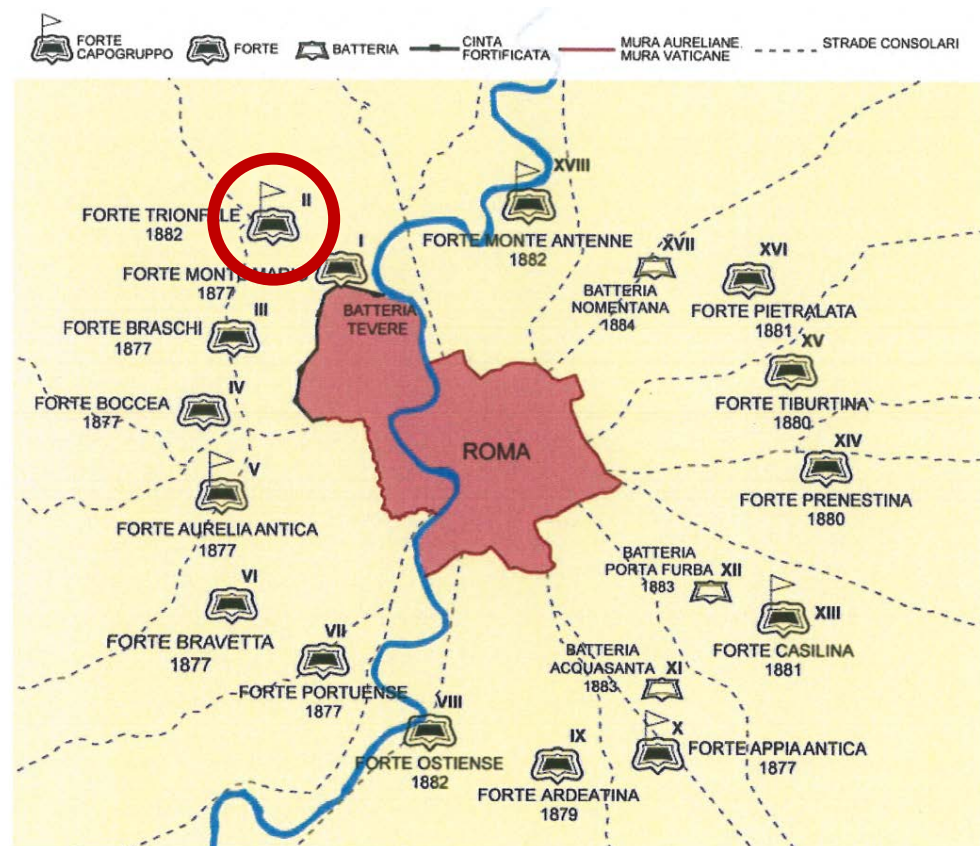 FORTE
CAPOGRUPPO
FORTE
BATTERIA
CINTA
FORTIFICATA
MURA AURELIANE.
MURA VATICANE
STRADE CONSOLARI
XVIII
II
FORTE TRIONFALE
1882
FORTE MONTE ANTENNE
1882
I
FORTE MONTE MARIO
1877
BATTERIA
TEVERE
XVII
BATTERIA
NOMENTANA
1884
XVI
FORTE PIETRALATA
1881
III
FORTE BRASCHI
1877
XV
FORTE TIBURTINA
1880
IV
FORTE BOCCEA
1877
ROMA
XIV
FORTE PRENESTINA
1880
V
FORTE AURELIA ANTICA
1877
BATTERIA
PORTA FURBA XII
1883
VI
FORTE BRAVETTA
1877
XIII
FORTE CASILINA
1881
VII
FORTE PORTUENSE
1877
BATTERIA
ACQUASANTA XI
1883
VIII
FORTE OSTIENSE
1882
IX
FORTE ARDEATINA
1879
X
FORTE APPIA ANTICA
1877